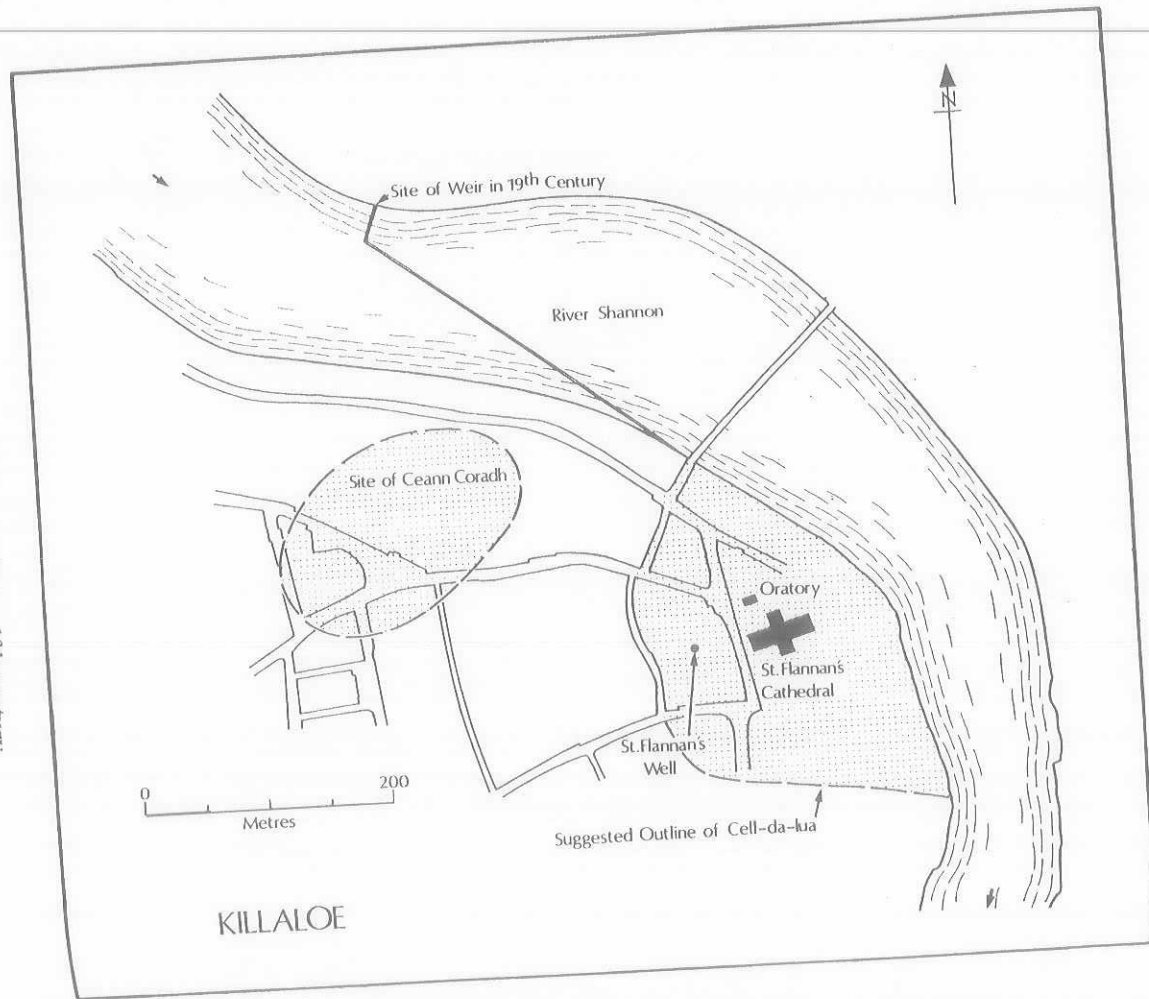 N
Site of Weir in 19th Century
River Shannon
Site of Ceann Coradh
Oratory
St. Flannan's
Cathedral
St. Flannan's
Well
0
200
Metres
Suggested Outline of Cell-da-lua
KILLALOE